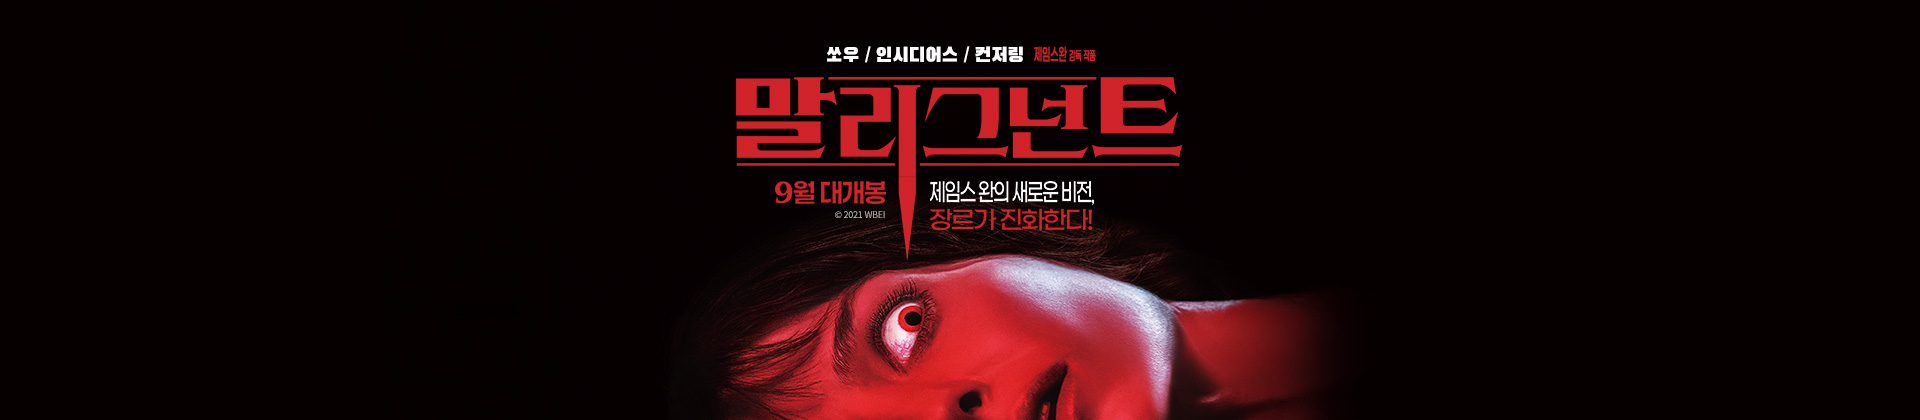 쏘우 / 인시디어스 / 컨저링 제임스완 감독 작품
말리그넌트
9월 대개봉
© 2021 WBEI
제임스 완의 새로운 비전,
장르가 진화한다!